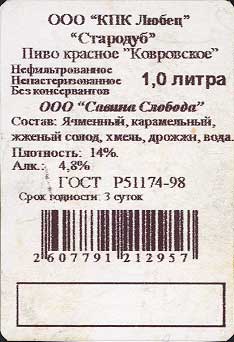 ООО “КПК Любец”
“Стародуб”
Пиво красное "Ковровское"
Нефильтрованное
Непастеризованное
Без консервантов
1,0 литра
ООО “Савина Слобода”
Состав: Ячменный, карамельный,
жженый солод, хмель, дрожжи, вода.
Плотность: 14%.
Алк.: 4,8%
ГОСТ Р51174-98
Срок годности: 3 суток
2 607791 212957